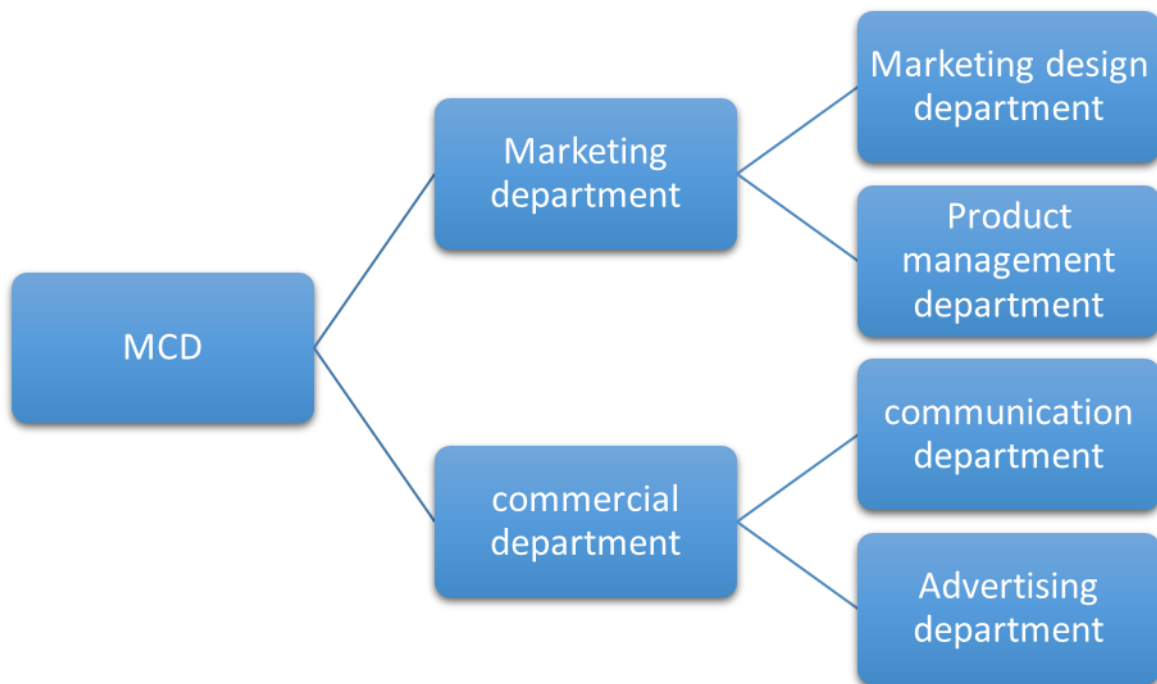 MCD
Marketing
department
commercial
department
Marketing design
department
Product
management
department
communication
department
Advertising
department